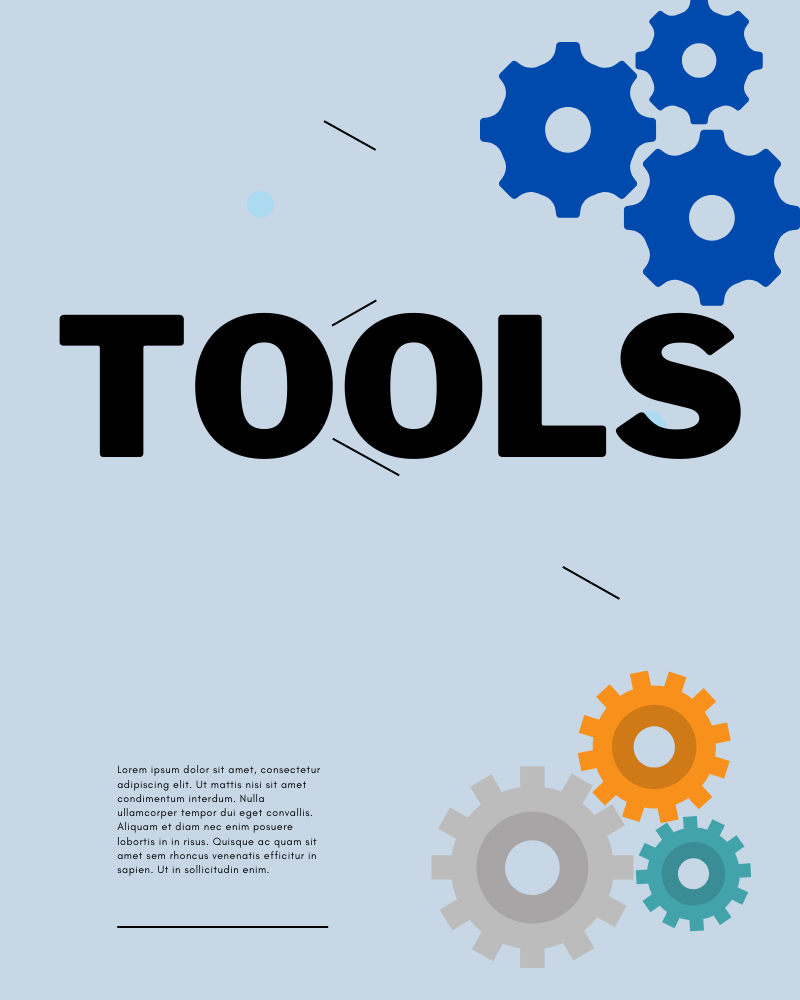 TOOLS
Lorem ipsum dolor sit amet, consectetur
adipiscing elit. Ut mattis nisi sit amet
condimentum interdum. Nulla
ullamcorper tempor dui eget convallis.
Aliquam et diam nec enim posuere
lobortis in in risus. Quisque ac quam sit
amet sem rhoncus venenatis efficitur in
sapien. Ut in sollicitudin enim.